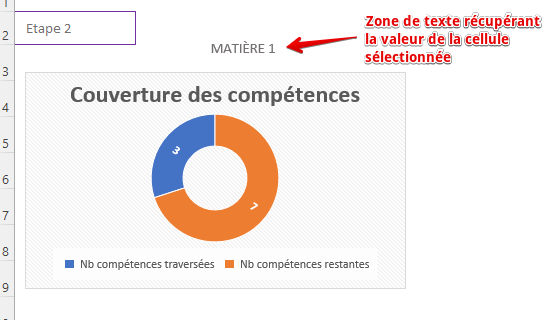 1
2
Etape 2
MATIÈRE 1
Zone de texte récupérant
la valeur de la cellule
sélectionnée
3
Couverture des compétences
4
3
5
6
7
7
8
Nb compétences traversées
Nb compétences restantes
9